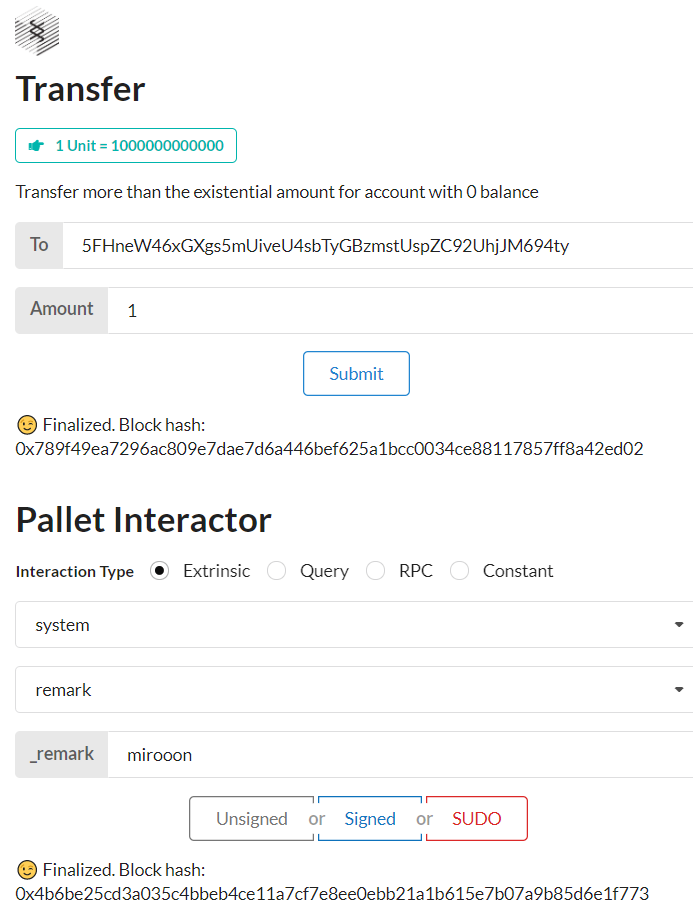 Transfer
1 Unit = 1000000000000
Transfer more than the existential amount for account with 0 balance
To 5FHneW46xGXgs5mUiveU4sbTyGBzmstUspZC92UhjJM694ty
Amount 1
Submit
😉 Finalized. Block hash:
0x789f49ea7296ac809e7dae7d6a446bef625a1bcc0034ce88117857ff8a42ed02
Pallet Interactor
Interaction Type Extrinsic Query RPC Constant
system
remark
_remark mirooon
Unsigned or Signed or SUDO
😉 Finalized. Block hash:
0x4b6be25cd3a035c4bbeb4ce11a7cf7e8ee0ebb21a1b615e7b07a9b85d6e1f773